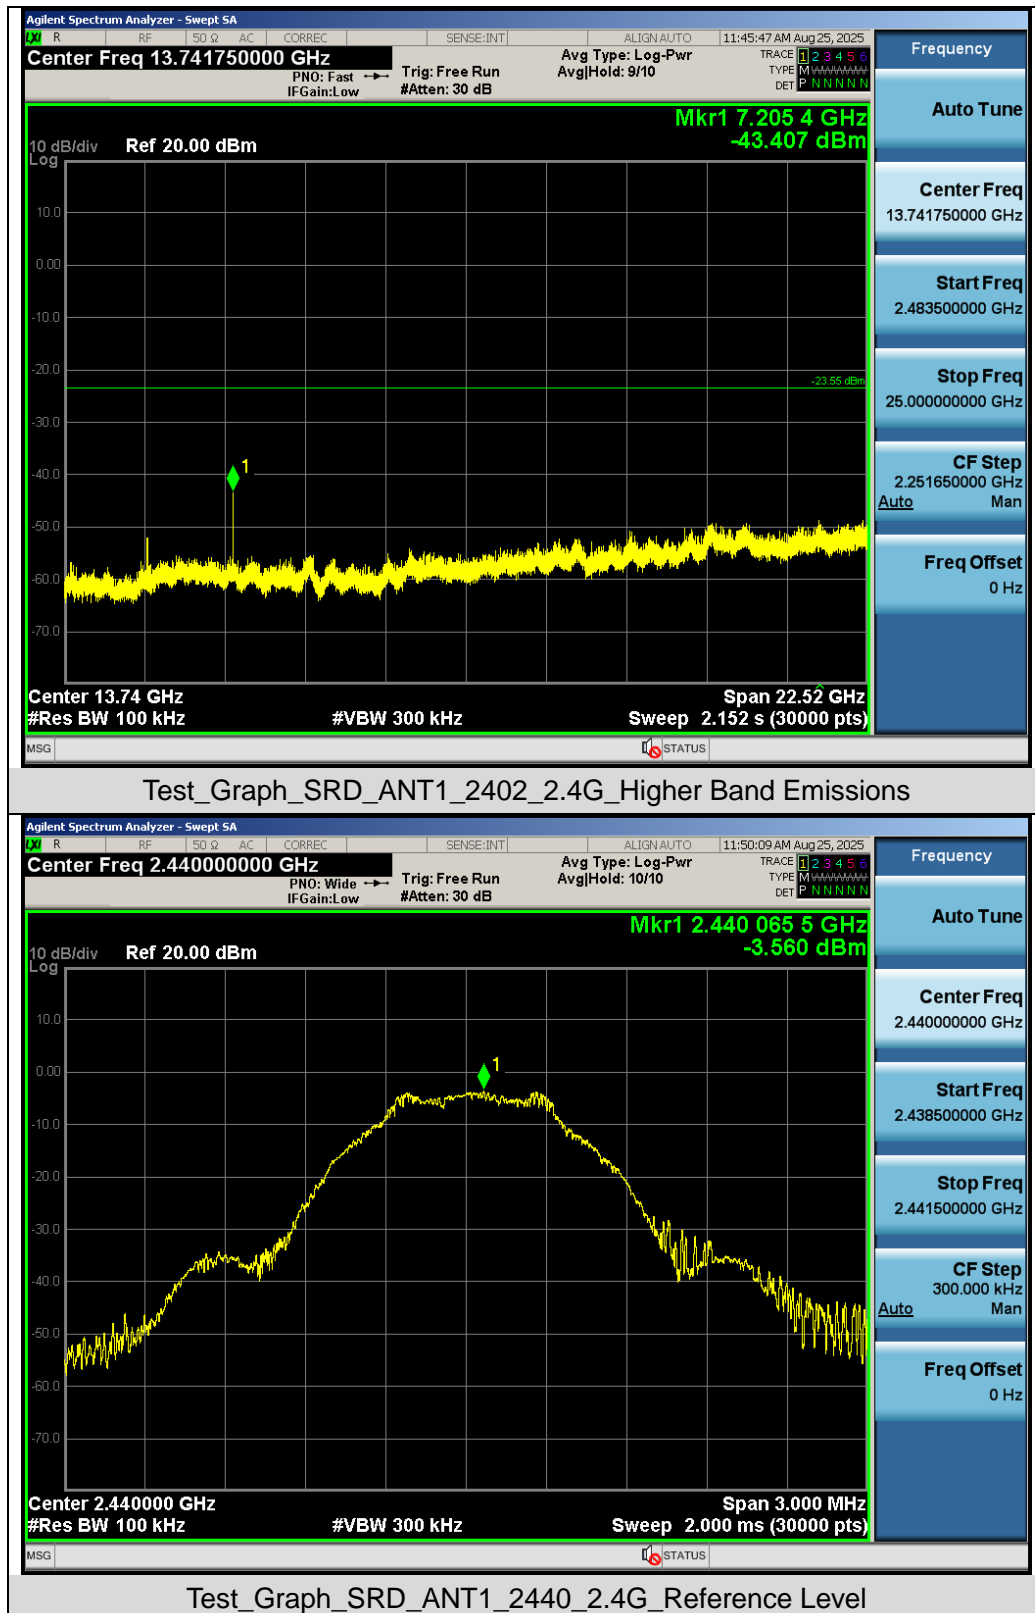 Agilent Spectrum Analyzer - Swept SA
LXI R RF 50 Ω AC CORREC SENSE:INT ALIGN AUTO 11:45:47 AM Aug 25, 2025
Center Freq 13.741750000 GHz
PNO: Fast
IFGain:Low
Trig: Free Run
#Atten: 30 dB
Avg Type: Log-Pwr
Avg|Hold: 9/10
TRACE 1 2 3 4 5 6
TYPE M
DET P N N N N N
Mkr1 7.205 4 GHz
-43.407 dBm
10 dB/div Ref 20.00 dBm
Log
10.0
0.00
-10.0
-20.0
-23.55 dBm
-30.0
-40.0
1
-50.0
-60.0
-70.0
Center 13.74 GHz Span 22.52 GHz
#Res BW 100 kHz #VBW 300 kHz Sweep 2.152 s (30000 pts)
MSG STATUS
Frequency
Auto Tune
Center Freq
13.741750000 GHz
Start Freq
2.483500000 GHz
Stop Freq
25.000000000 GHz
CF Step
2.251650000 GHz
Auto Man
Freq Offset
0 Hz
Test_Graph_SRD_ANT1_2402_2.4G_Higher Band Emissions
Agilent Spectrum Analyzer - Swept SA
LXI R RF 50 Ω AC CORREC SENSE:INT ALIGN AUTO 11:50:09 AM Aug 25, 2025
Center Freq 2.440000000 GHz
PNO: Wide
IFGain:Low
Trig: Free Run
#Atten: 30 dB
Avg Type: Log-Pwr
Avg|Hold: 10/10
TRACE 1 2 3 4 5 6
TYPE M
DET P N N N N N
Mkr1 2.440 065 5 GHz
-3.560 dBm
10 dB/div Ref 20.00 dBm
Log
10.0
0.00
1
-10.0
-20.0
-30.0
-40.0
-50.0
-60.0
-70.0
Center 2.440000 GHz Span 3.000 MHz
#Res BW 100 kHz #VBW 300 kHz Sweep 2.000 ms (30000 pts)
MSG STATUS
Frequency
Auto Tune
Center Freq
2.440000000 GHz
Start Freq
2.438500000 GHz
Stop Freq
2.441500000 GHz
CF Step
300.000 kHz
Auto Man
Freq Offset
0 Hz
Test_Graph_SRD_ANT1_2440_2.4G_Reference Level